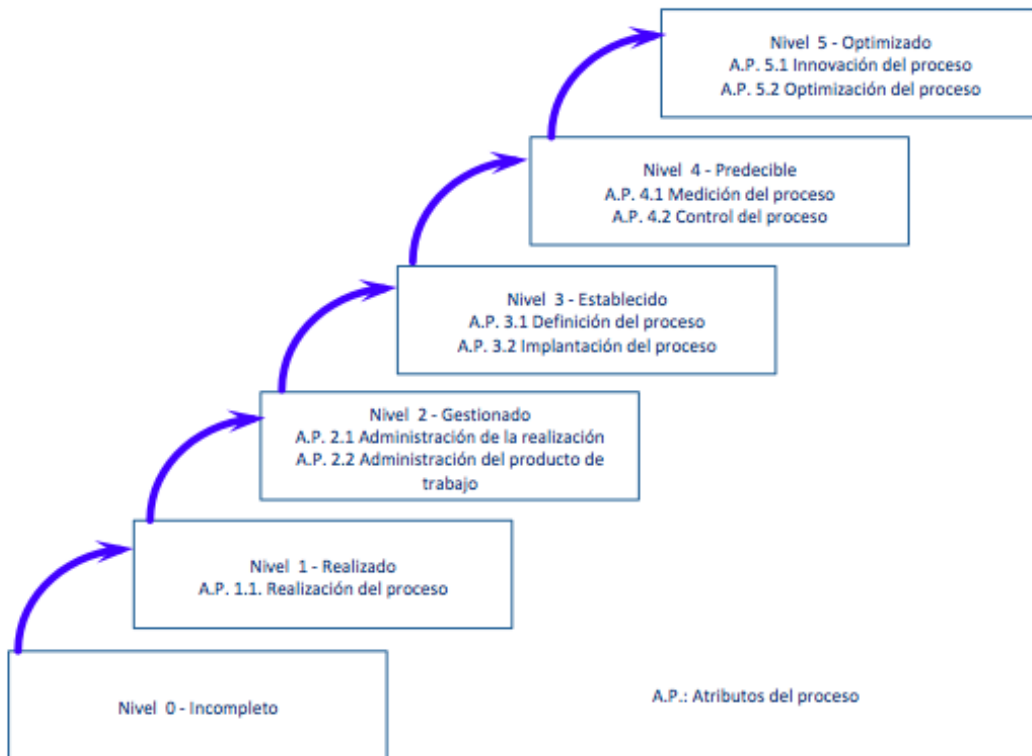 Nivel 5 - Optimizado
A.P. 5.1 Innovación del proceso
A.P. 5.2 Optimización del proceso
Nivel 4 - Predecible
A.P. 4.1 Medición del proceso
A.P. 4.2 Control del proceso
Nivel 3 - Establecido
A.P. 3.1 Definición del proceso
A.P. 3.2 Implantación del proceso
Nivel 2 - Gestionado
A.P. 2.1 Administración de la realización
A.P. 2.2 Administración del producto de
trabajo
Nivel 1 - Realizado
A.P. 1.1. Realización del proceso
Nivel 0 - Incompleto
A.P.: Atributos del proceso